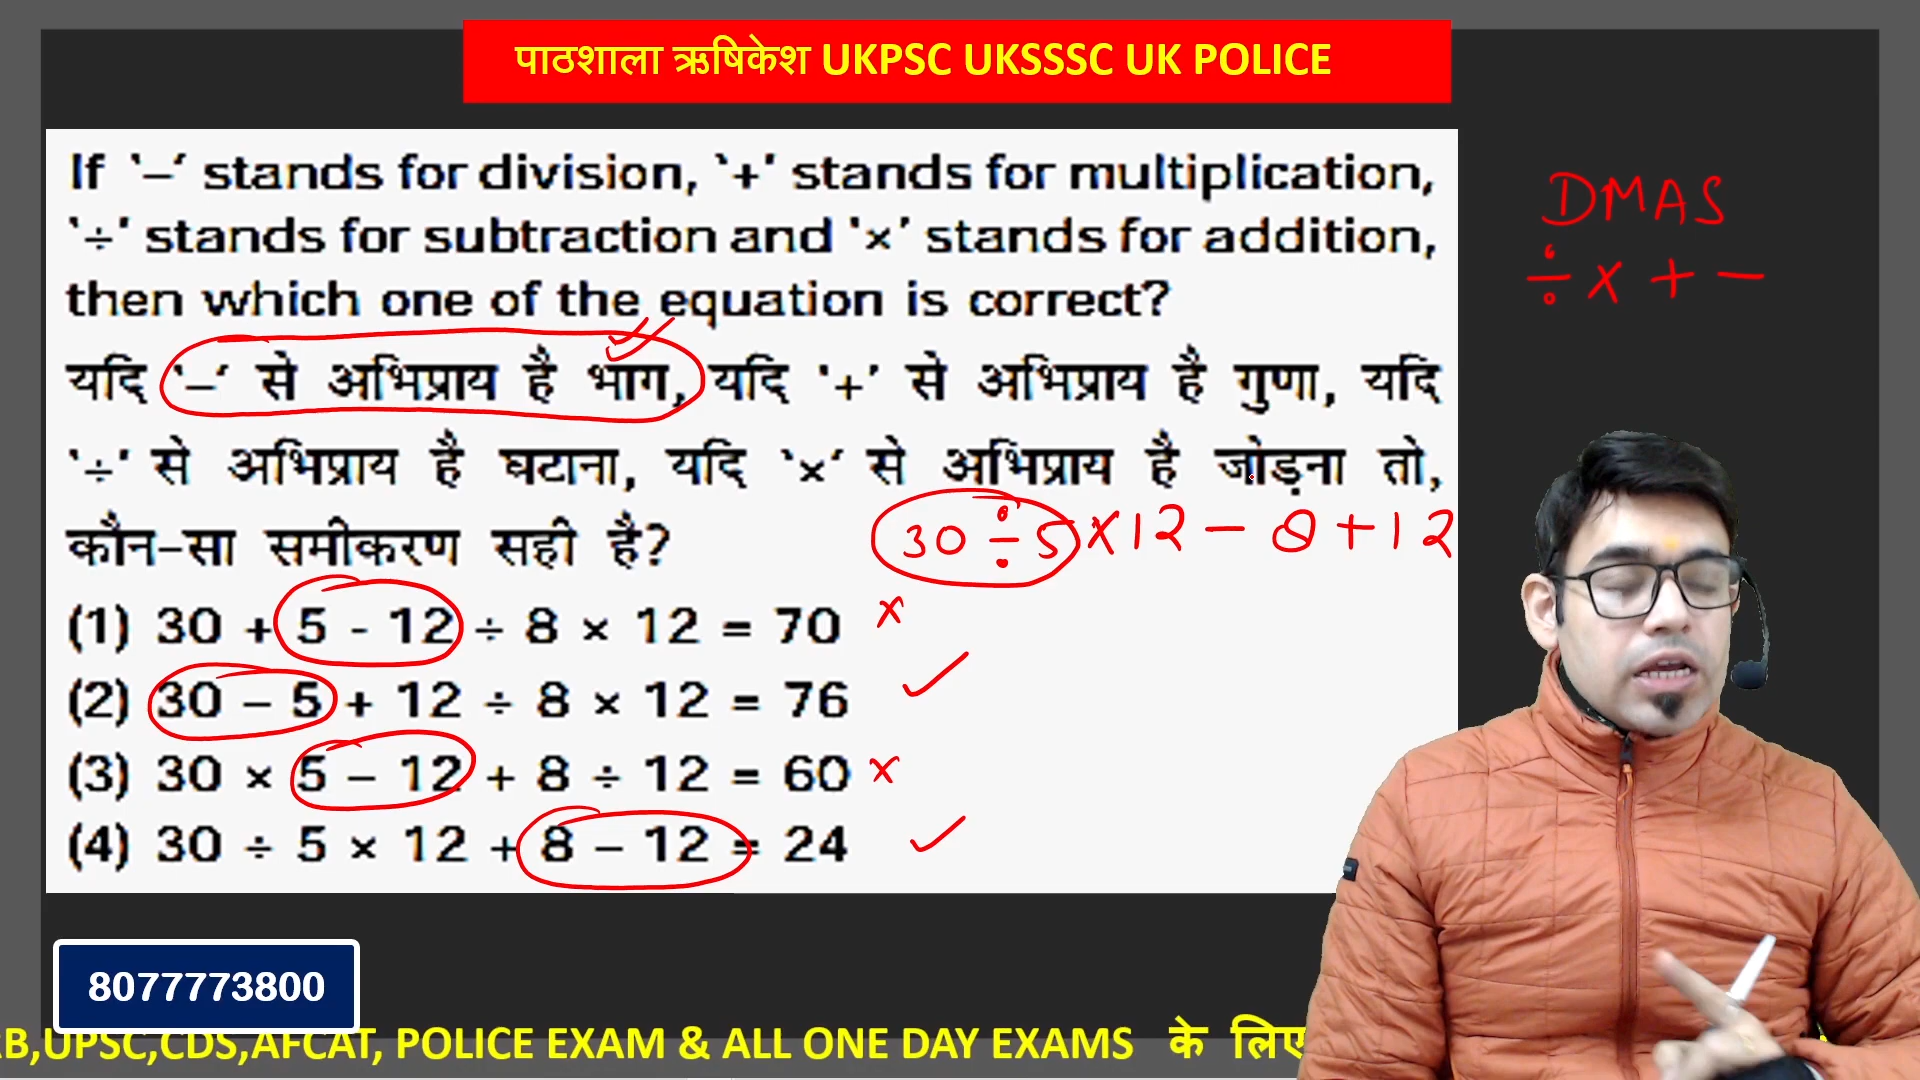 पाठशाला ऋषिकेश UKPSC UKSSSC UK POLICE
If ‘–’ stands for division, ‘+’ stands for multiplication,
‘÷’ stands for subtraction and ‘×’ stands for addition,
then which one of the equation is correct?
यदि ‘–’ से अभिप्राय है भाग, यदि ‘+’ से अभिप्राय है गुणा, यदि
‘÷’ से अभिप्राय है घटाना, यदि ‘×’ से अभिप्राय है जोड़ना तो,
कौन–सा समीकरण सही है?
30 ÷ 5 × 12 – 8 + 12
(1) 30 + 5 - 12 ÷ 8 × 12 = 70 ×
(2) 30 – 5 + 12 ÷ 8 × 12 = 76 ✓
(3) 30 × 5 – 12 + 8 ÷ 12 = 60 ×
(4) 30 ÷ 5 × 12 + 8 – 12 = 24 ✓
DMAS
÷ × + –
8077773800
B,UPSC,CDS,AFCAT, POLICE EXAM & ALL ONE DAY EXAMS के लिए